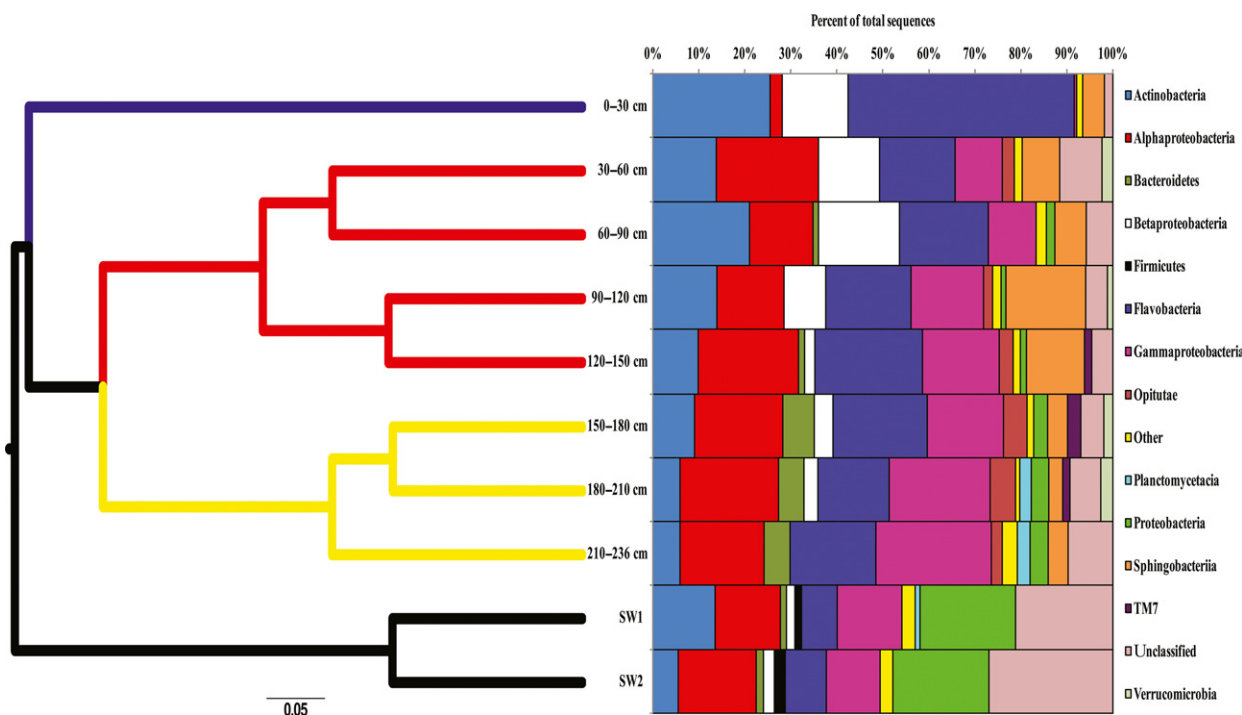 Percent of total sequences
0% 10% 20% 30% 40% 50% 60% 70% 80% 90% 100%
0–30 cm
30–60 cm
60–90 cm
90–120 cm
120–150 cm
150–180 cm
180–210 cm
210–236 cm
SW1
SW2
0.05
Actinobacteria
Alphaproteobacteria
Bacteroidetes
Betaproteobacteria
Firmicutes
Flavobacteria
Gammaproteobacteria
Opitutae
Other
Planctomycetacia
Proteobacteria
Sphingobacteriia
TM7
Unclassified
Verrucomicrobia